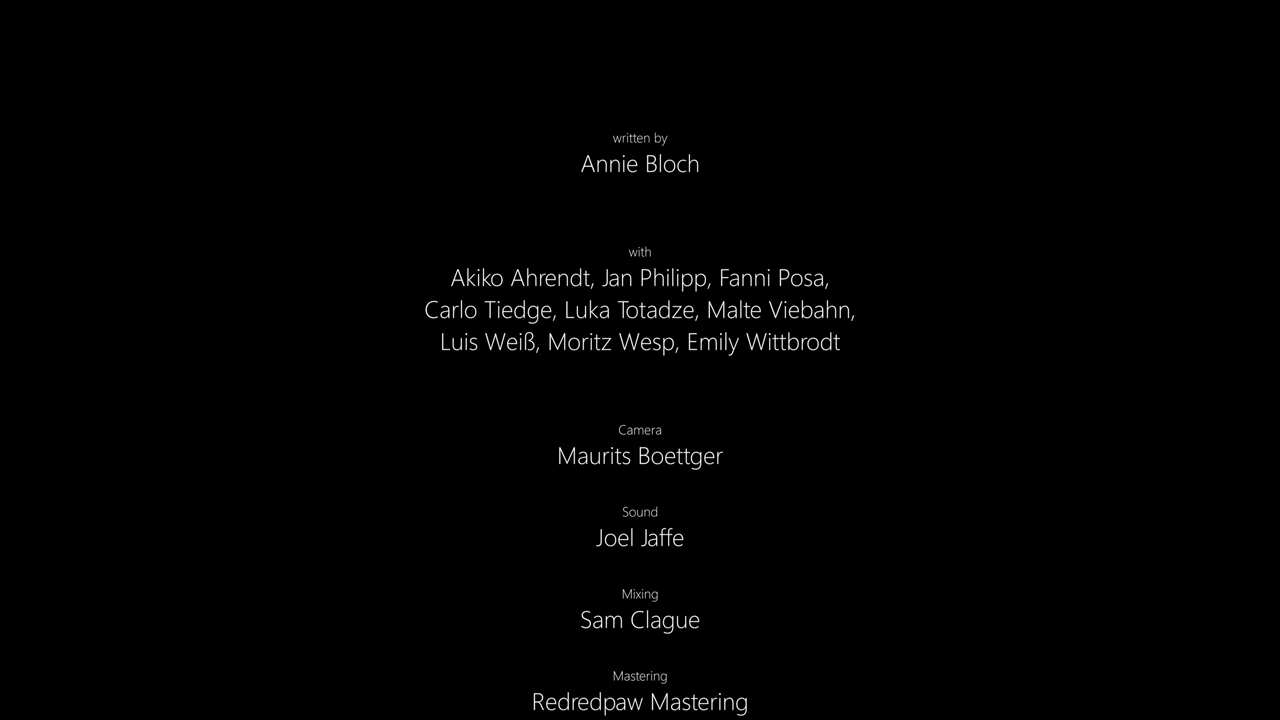 written by
Annie Bloch
with
Akiko Ahrendt, Jan Philipp, Fanni Posa,
Carlo Tiedge, Luka Totadze, Malte Viebahn,
Luis Weiß, Moritz Wesp, Emily Wittbrodt
Camera
Maurits Boettger
Sound
Joel Jaffe
Mixing
Sam Clague
Mastering
Redredpaw Mastering